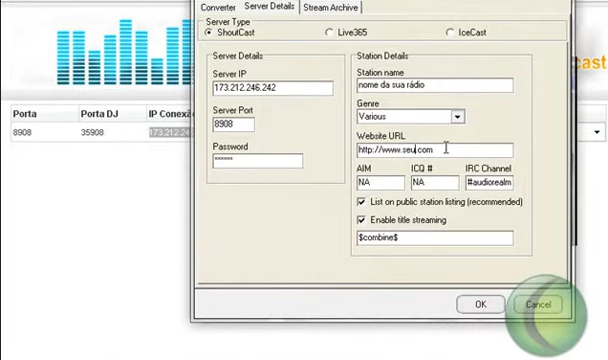 Converter Server Details Stream Archive
Server Type
ShoutCast Live365 IceCast
cast
Server Details
Station Details
Server IP
173.212.246.242
Station name
nome da sua rádio
Server Port
8908
Genre
Various
Password
******
Website URL
http://www.seu.com
AIM ICQ # IRC Channel
NA NA #audiorealm
List on public station listing (recommended)
Enable title streaming
$combine$
Porta Porta DJ IP Conexã
8908 35908 173.212.24
OK Cancel